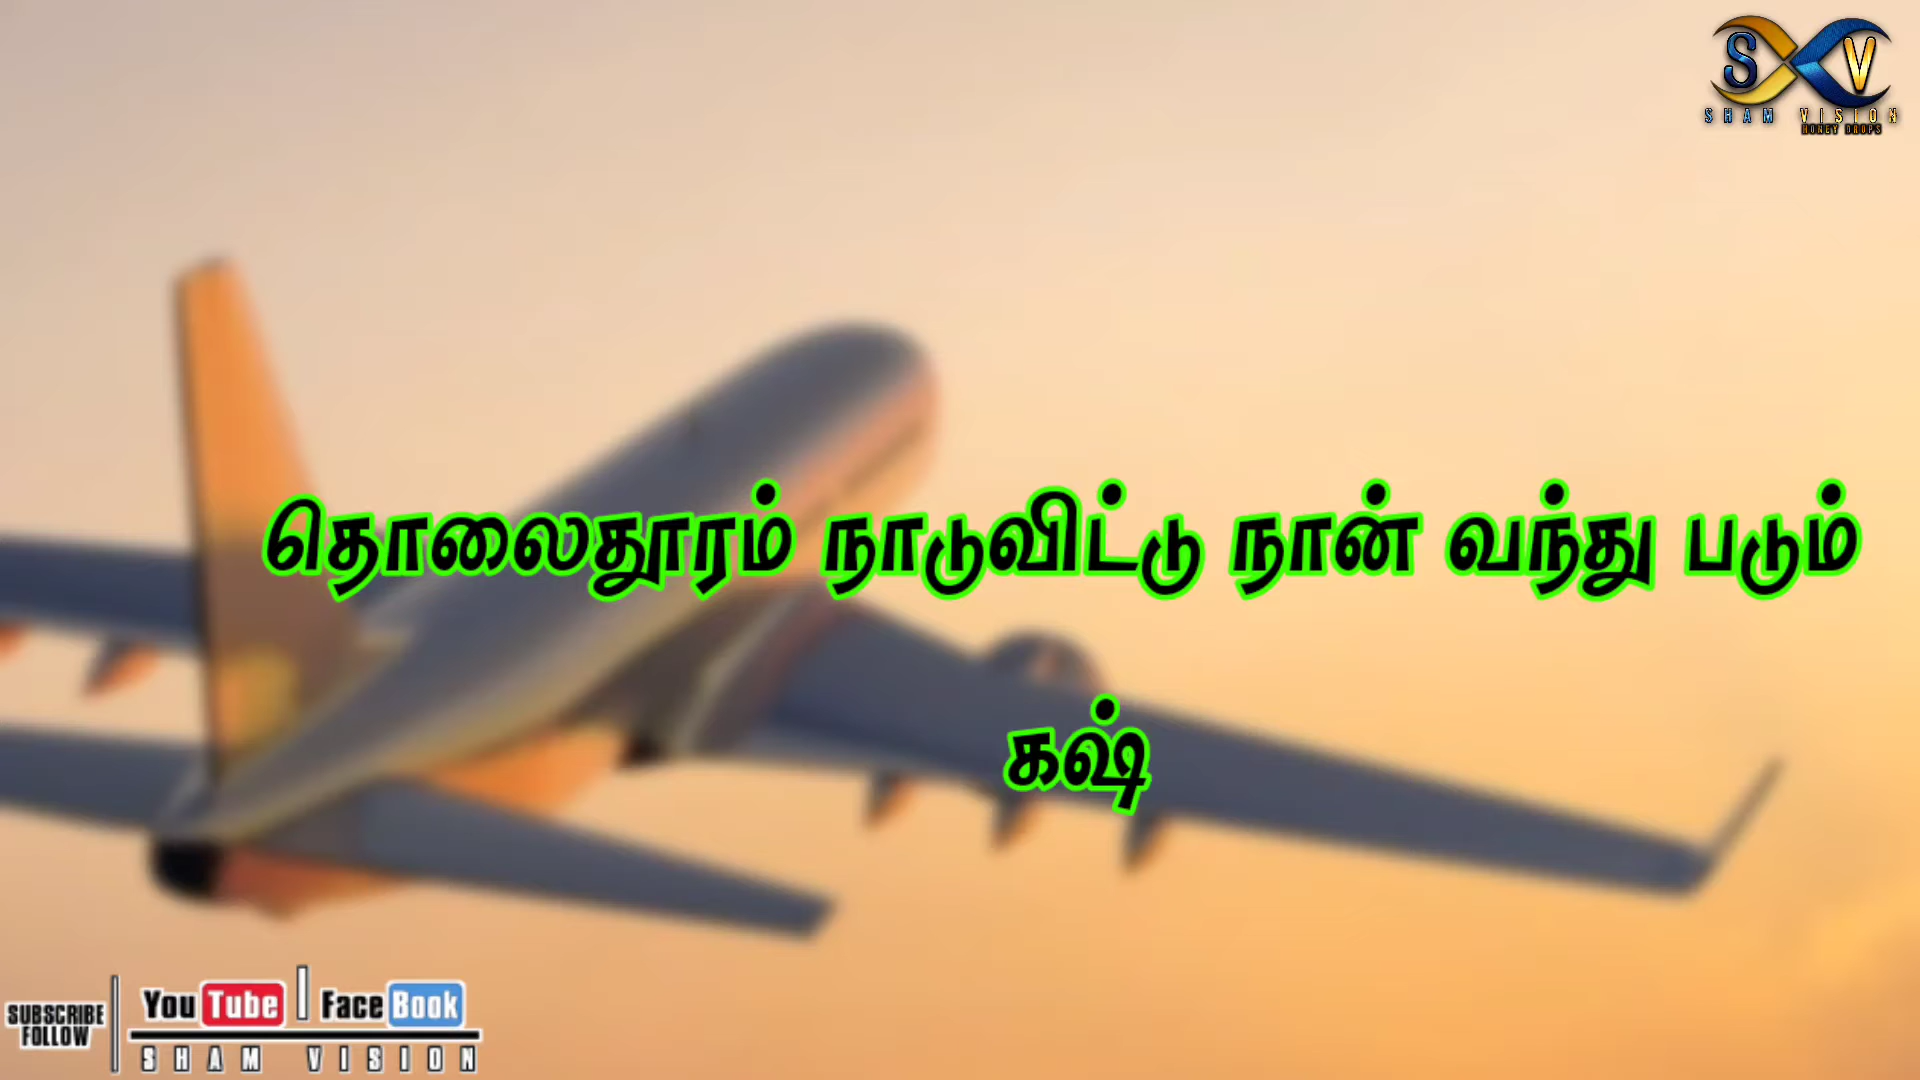 S V
SHAM VISION
HONEY DROPS
தொலைதூரம் நாடுவிட்டு நான் வந்து படும்
கஷ்
SUBSCRIBE
FOLLOW
YouTube | FaceBook
SHAM VISION